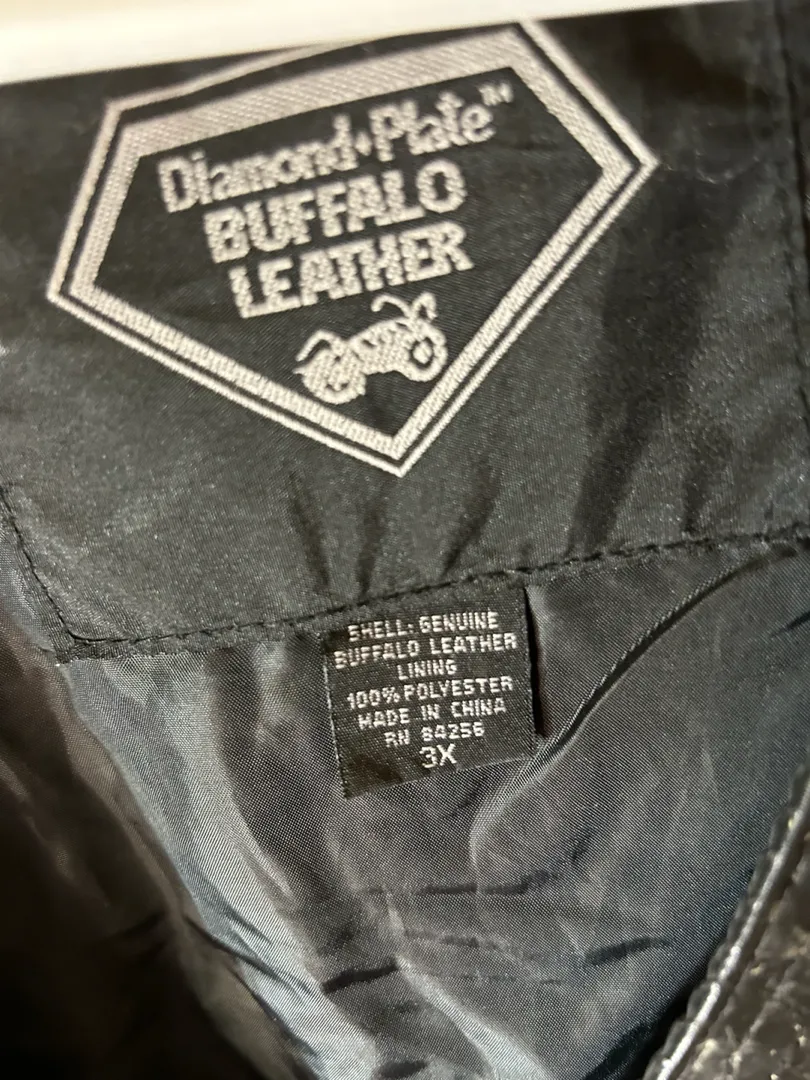 Diamond Plate™
BUFFALO
LEATHER
SHELL: GENUINE
BUFFALO LEATHER
LINING
100% POLYESTER
MADE IN CHINA
RN 84256
3X